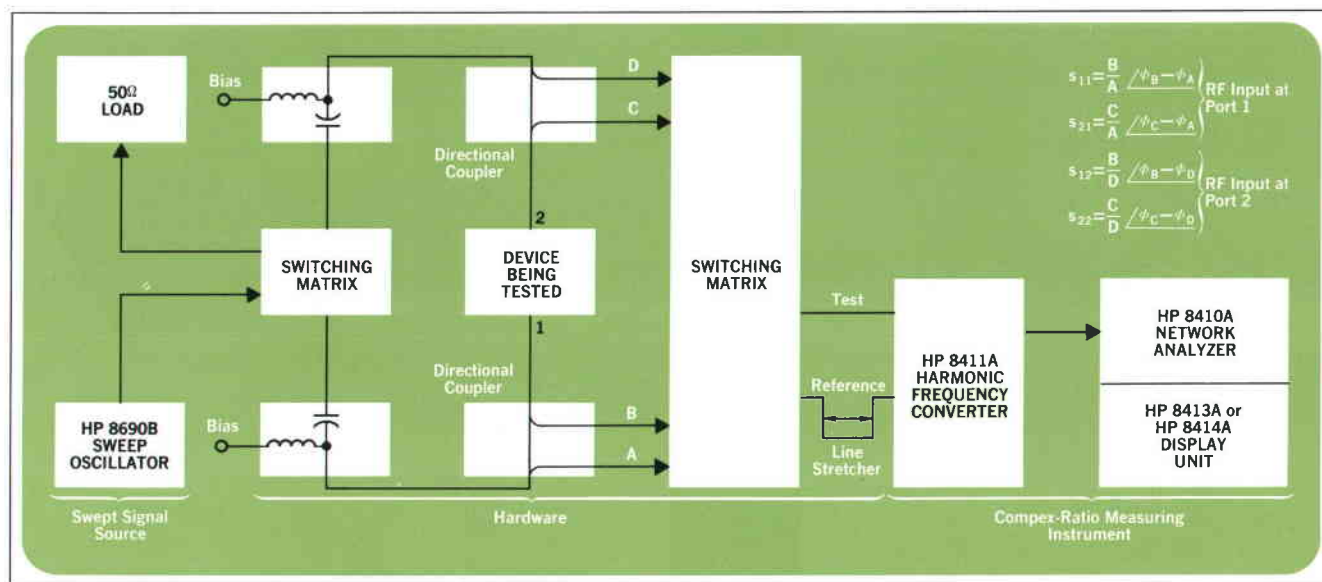 50Ω
LOAD
Bias
Directional
Coupler
D
C
2
SWITCHING
MATRIX
DEVICE
BEING
TESTED
1
HP 8690B
SWEEP
OSCILLATOR
Bias
Directional
Coupler
B
A
SWITCHING
MATRIX
Test
Reference
Line
Stretcher
HP 8411A
HARMONIC
FREQUENCY
CONVERTER
HP 8410A
NETWORK
ANALYZER
HP 8413A or
HP 8414A
DISPLAY
UNIT
s₁₁=B/A ∠ϕB−ϕA
s₂₁=C/A ∠ϕC−ϕA
RF Input at
Port 1
s₁₂=B/D ∠ϕB−ϕD
s₂₂=C/D ∠ϕC−ϕD
RF Input at
Port 2
Swept Signal
Source
Hardware
Compex-Ratio Measuring
Instrument